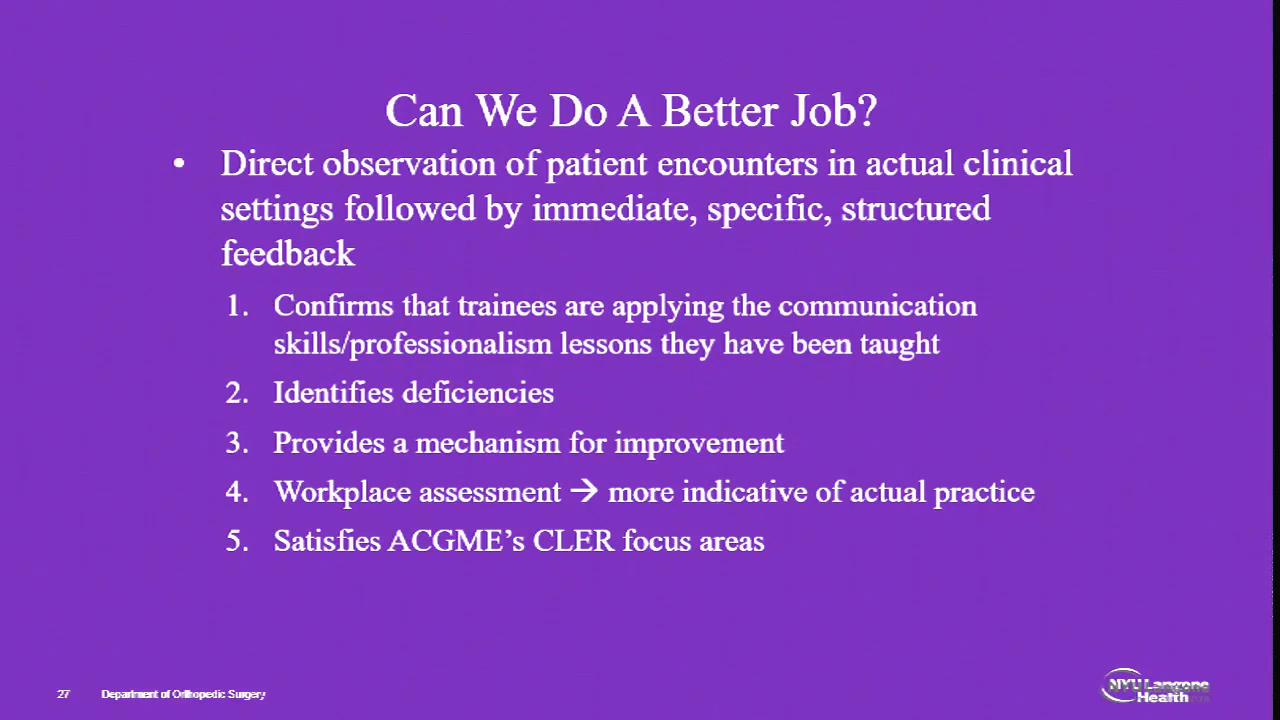 Can We Do A Better Job?
• Direct observation of patient encounters in actual clinical
settings followed by immediate, specific, structured
feedback
1. Confirms that trainees are applying the communication
skills/professionalism lessons they have been taught
2. Identifies deficiencies
3. Provides a mechanism for improvement
4. Workplace assessment → more indicative of actual practice
5. Satisfies ACGME’s CLER focus areas
27 Department of Orthopedic Surgery
NYU Langone
Health